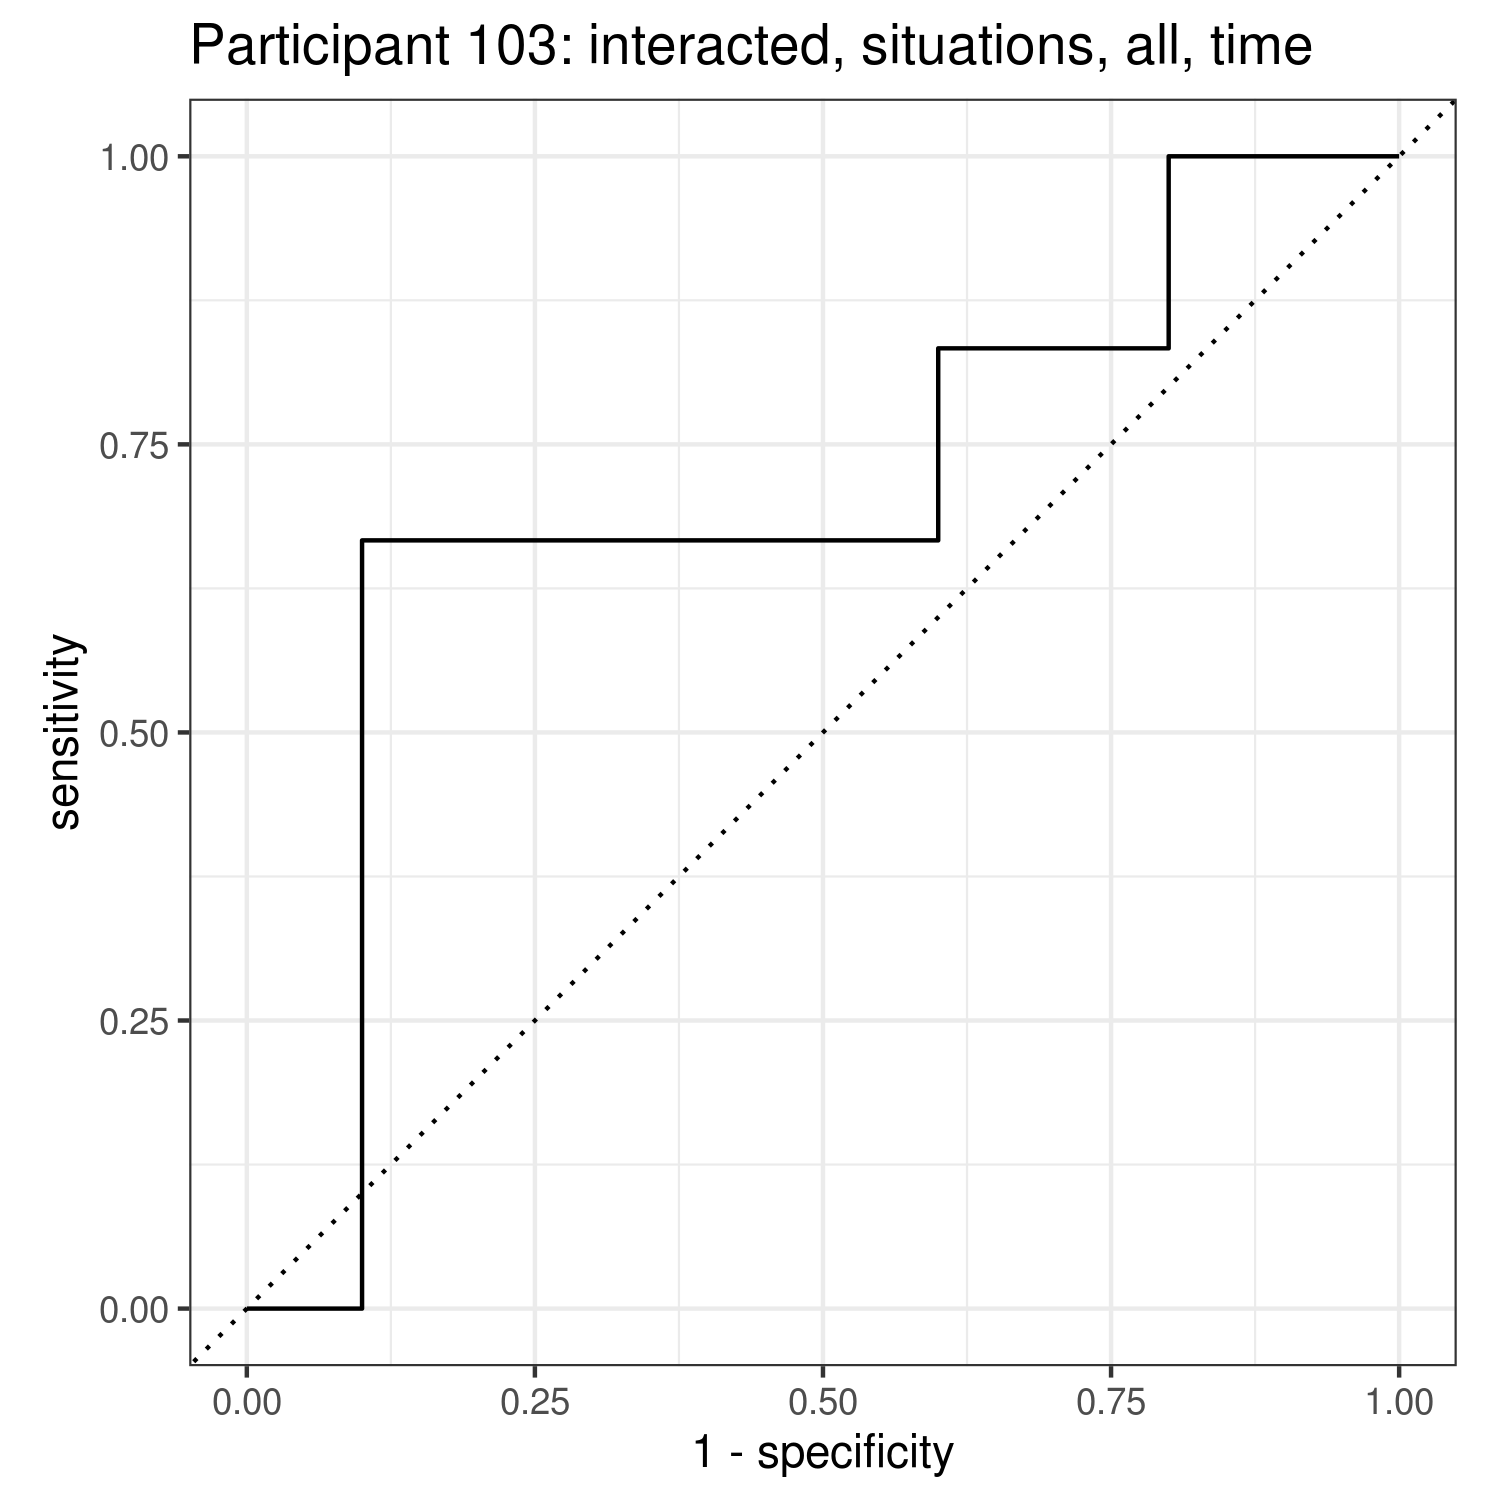 Participant 103: interacted, situations, all, time
1.00
0.75
0.50
0.25
0.00
sensitivity
0.00 0.25 0.50 0.75 1.00
1 - specificity